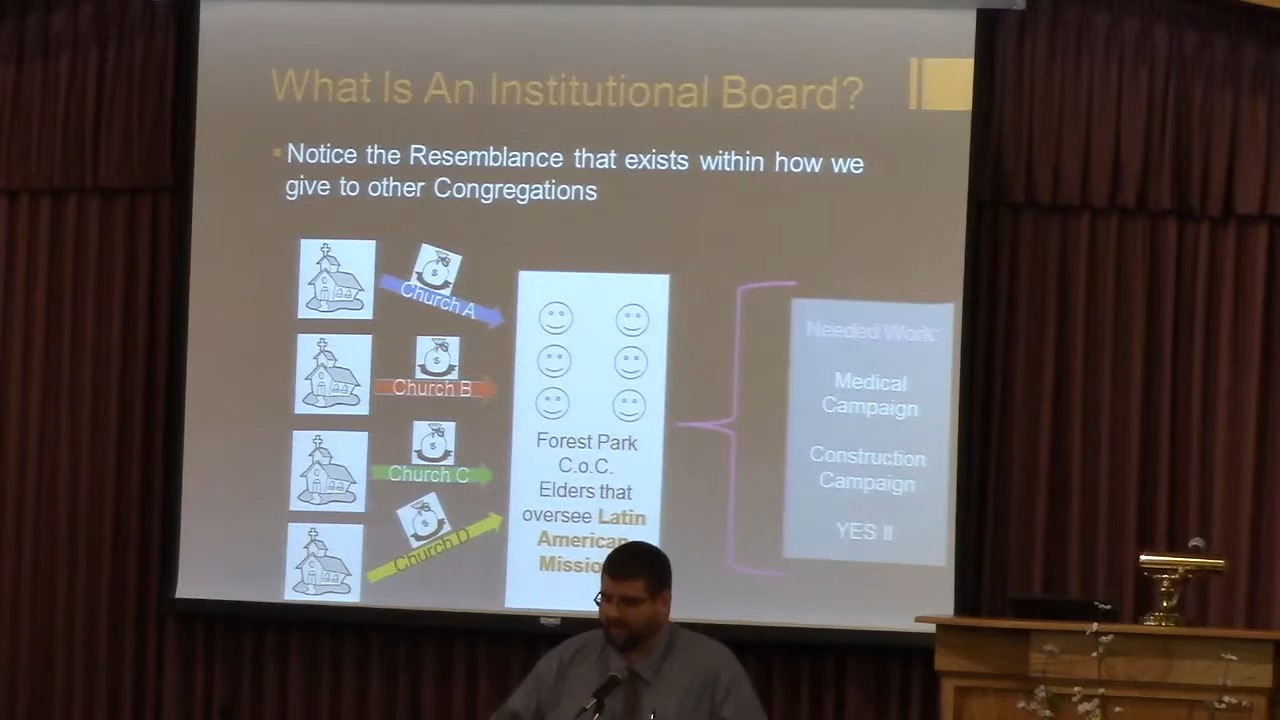 What Is An Institutional Board?
Notice the Resemblance that exists within how we
give to other Congregations
$
Church A
$
Church B
$
Church C
$
Church D
Forest Park
C.o.C.
Elders that
oversee Latin
American
Missio
Needed Work:
Medical
Campaign
Construction
Campaign
YES II